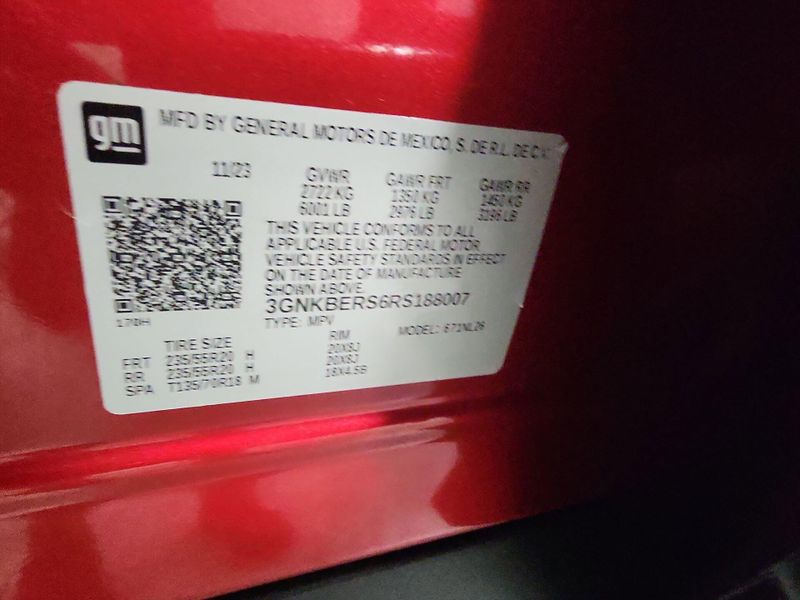 gm
MFD BY GENERAL MOTORS DE MEXICO, S. DE R.L. DE C.V.
11/23
GVWR GAWR FRT GAWR RR
2722 KG 1350 KG 1450 KG
6001 LB 2976 LB 3196 LB
THIS VEHICLE CONFORMS TO ALL
APPLICABLE U.S. FEDERAL MOTOR
VEHICLE SAFETY STANDARDS IN EFFECT
ON THE DATE OF MANUFACTURE
SHOWN ABOVE.
3GNKBERS6RS188007
170H
TYPE: MPV MODEL: 671NL26
TIRE SIZE RIM
FRT 235/55R20 H 20X8J
RR 235/55R20 H 20X8J
SPA T135/70R18 M 18X4.5B